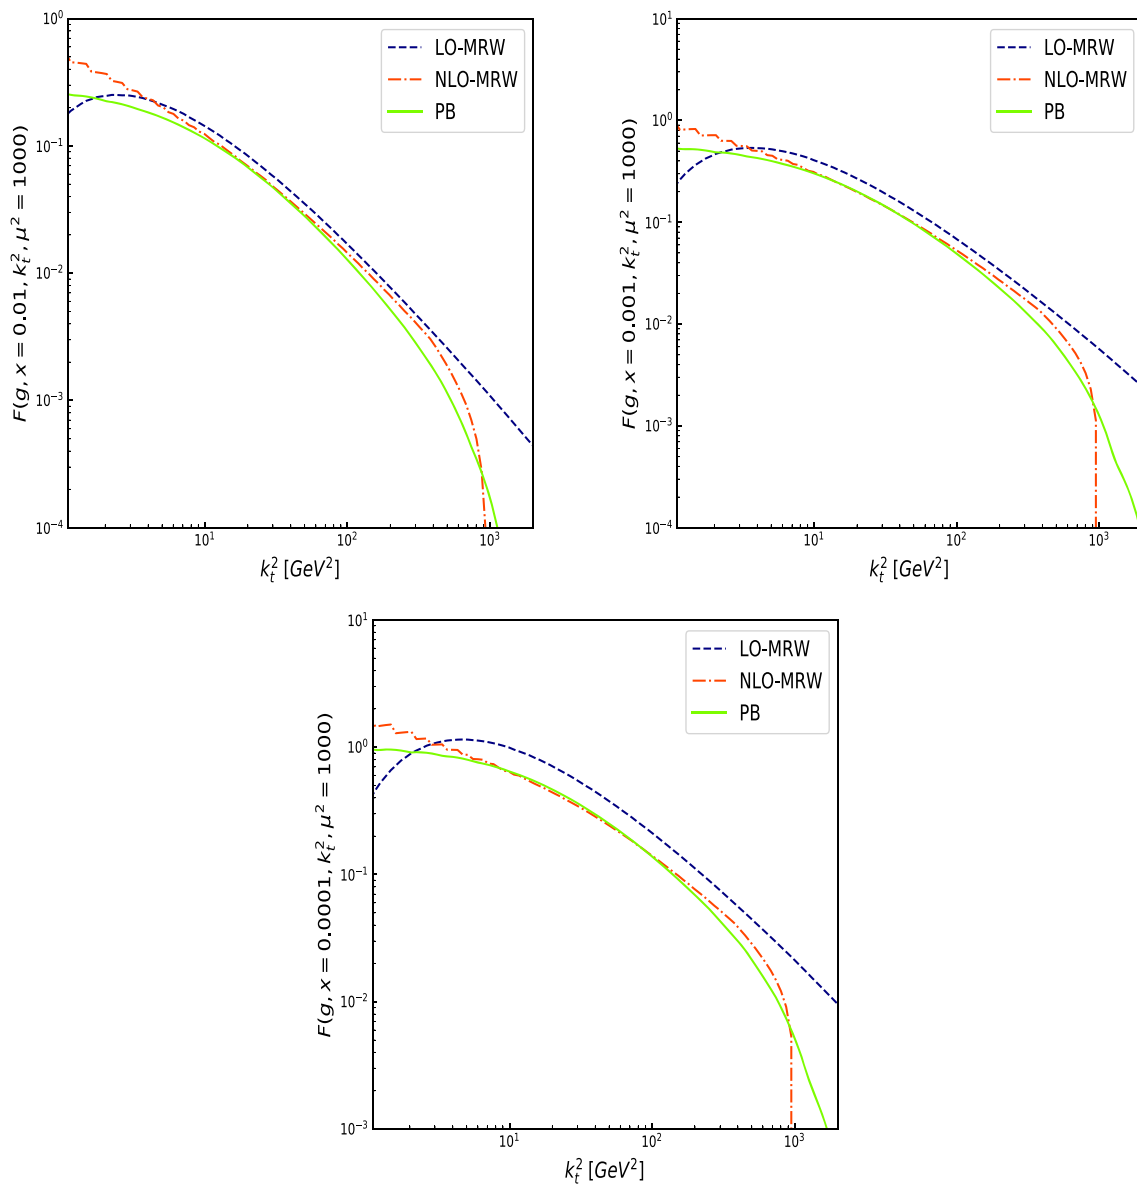 10^0
10^-1
10^-2
10^-3
10^-4
F(g, x = 0.01, k_t^2, μ^2 = 1000)
LO-MRW
NLO-MRW
PB
10^1
10^2
10^3
k_t^2 [GeV^2]
10^1
10^0
10^-1
10^-2
10^-3
10^-4
F(g, x = 0.001, k_t^2, μ^2 = 1000)
LO-MRW
NLO-MRW
PB
10^1
10^2
10^3
k_t^2 [GeV^2]
10^1
10^0
10^-1
10^-2
10^-3
F(g, x = 0.0001, k_t^2, μ^2 = 1000)
LO-MRW
NLO-MRW
PB
10^1
10^2
10^3
k_t^2 [GeV^2]